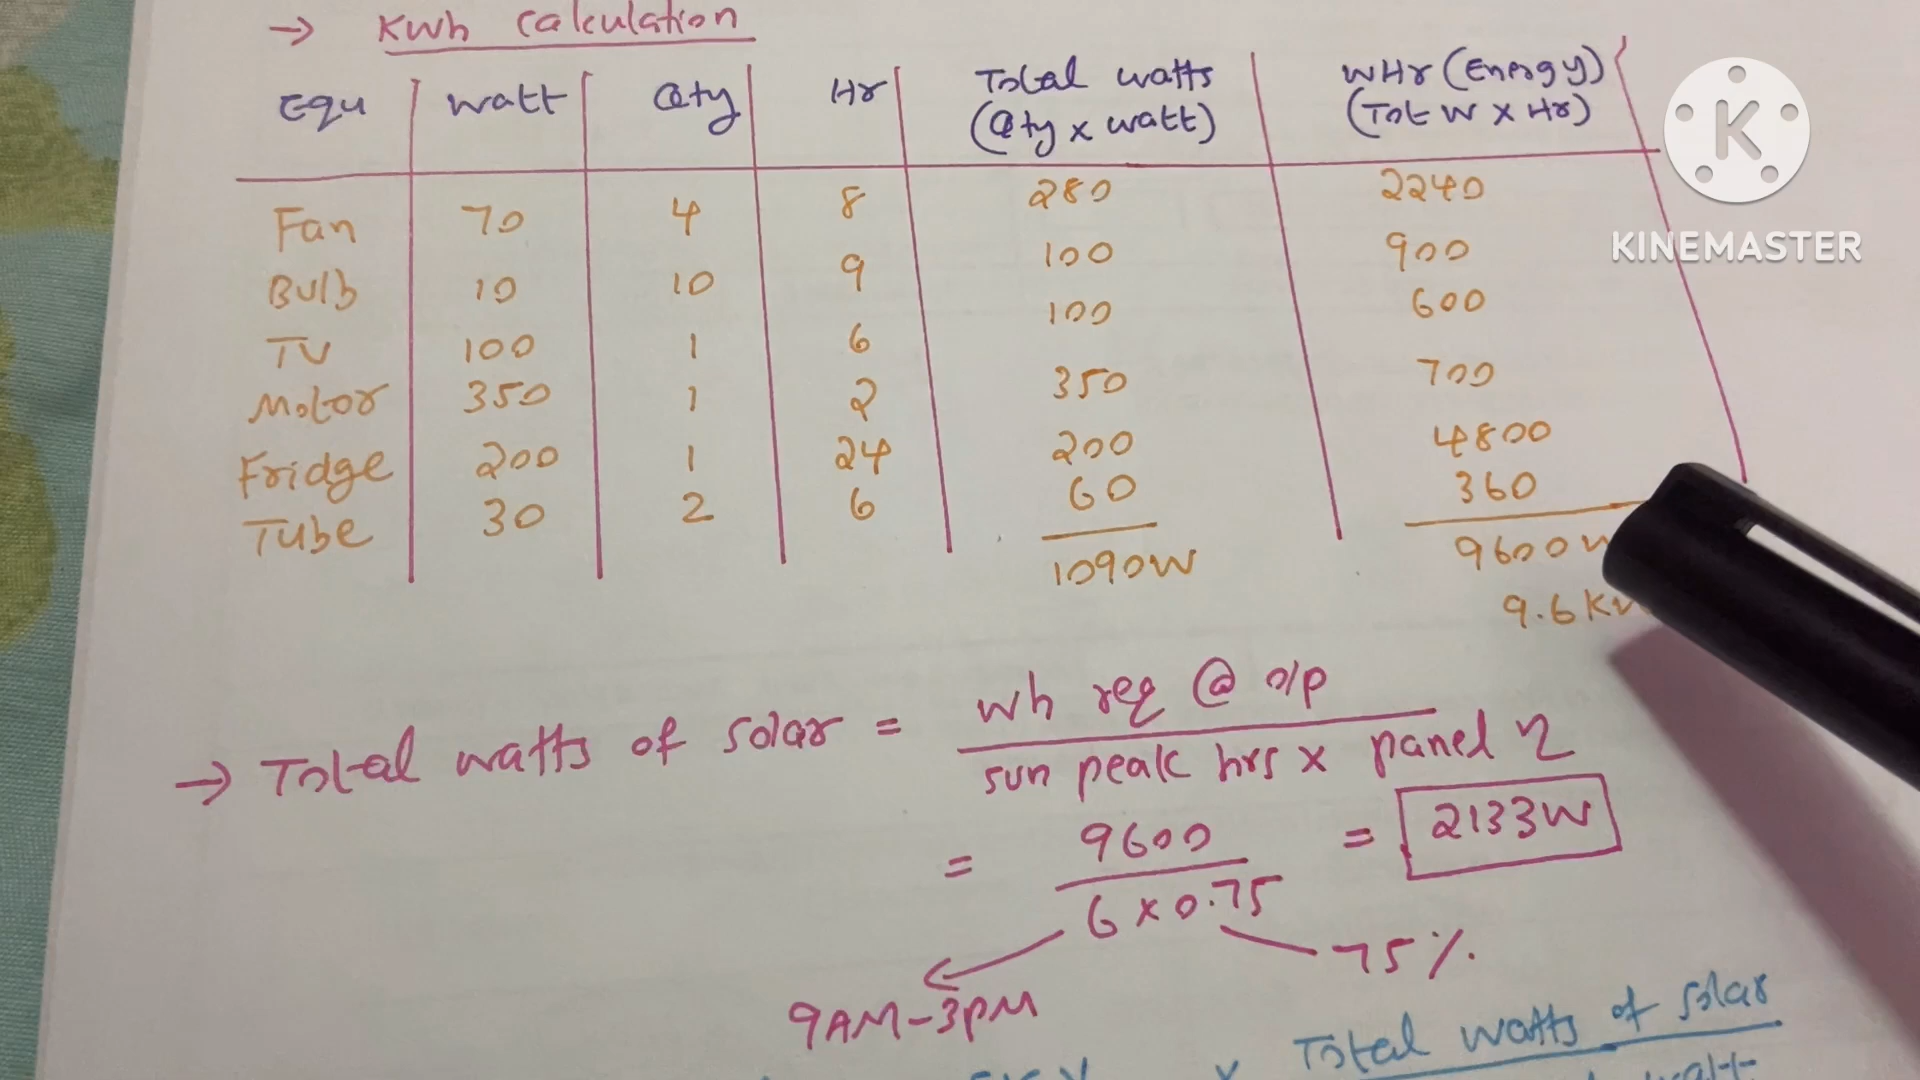 → KWh calculation
Equ watt Qty Hr Total watts (Qty x watt) WHr (Energy) (Tot W x Hr)
Fan 70 4 8 280 2240
Bulb 10 10 9 100 900
TV 100 1 6 100 600
Motor 350 1 2 350 700
Fridge 200 1 24 200 4800
Tube 30 2 6 60 360
1090W 9600
9.6
→ Total watts of solar = wh req @ o/p
sun peak hrs x panel η
= 9600 = 2133W
6 x 0.75
75%
9AM-3PM
Total watts of solar
K
KINEMASTER